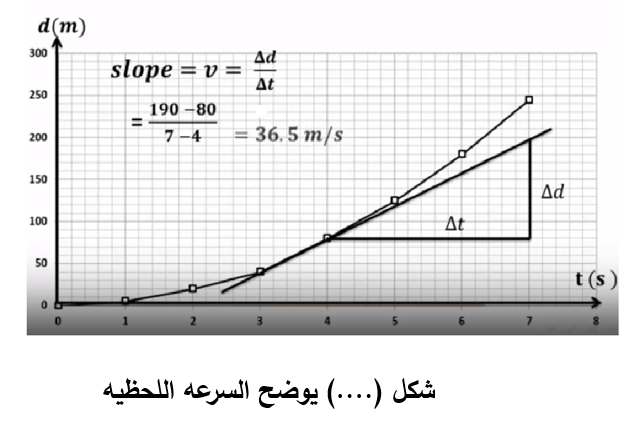 d(m)
300
250
200
150
100
50
0
slope = v = Δd/Δt
= 190 –80/7 –4 = 36.5 m/s
Δd
Δt
t(s)
0 1 2 3 4 5 6 7 8
شكل (....) يوضح السرعه اللحظيه